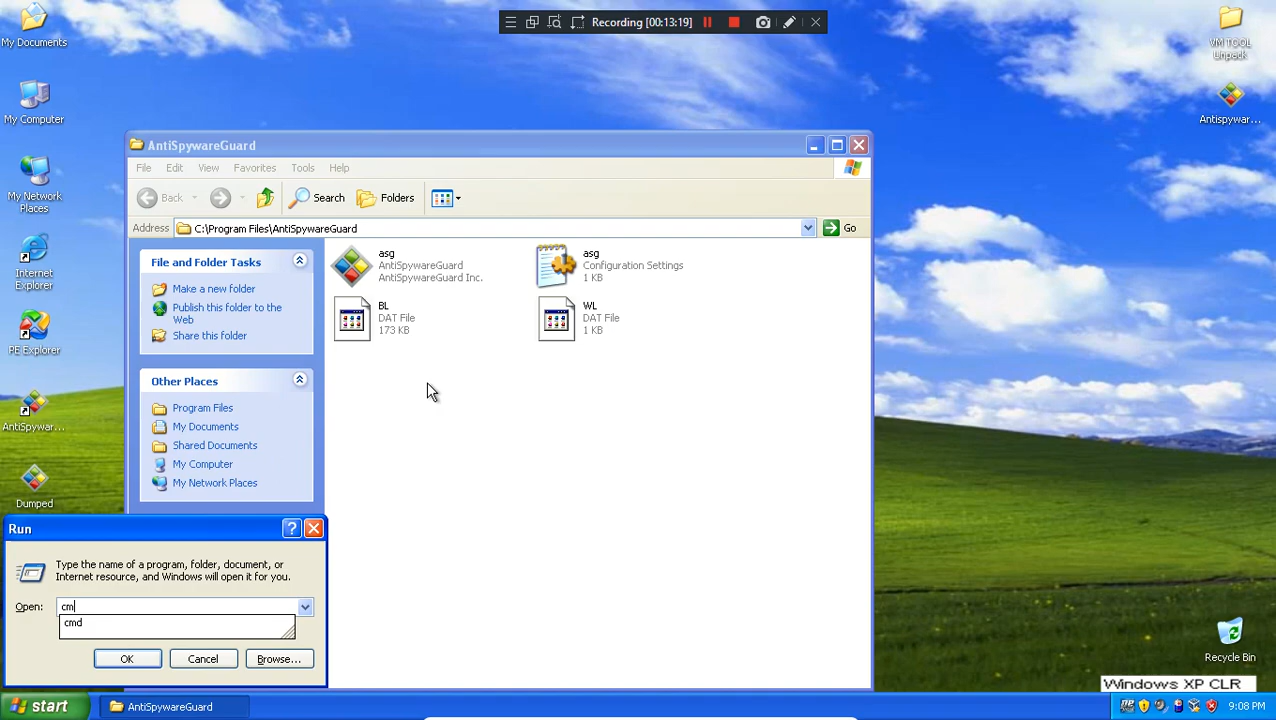 Recording [00:13:19]
My Documents
My Computer
My Network
Places
Internet
Explorer
PE Explorer
AntiSpywar...
Dumped
VM TOOL
Unpack
Antispywar...
Recycle Bin
AntiSpywareGuard
File Edit View Favorites Tools Help
Back Search Folders
Address C:\Program Files\AntiSpywareGuard Go
File and Folder Tasks
Make a new folder
Publish this folder to the
Web
Share this folder
Other Places
Program Files
My Documents
Shared Documents
My Computer
My Network Places
asg
AntiSpywareGuard
AntiSpywareGuard Inc.
asg
Configuration Settings
1 KB
BL
DAT File
173 KB
WL
DAT File
1 KB
Run
Type the name of a program, folder, document, or
Internet resource, and Windows will open it for you.
Open: cm
cmd
OK Cancel Browse...
Windows XP CLR
start AntiSpywareGuard 9:08 PM